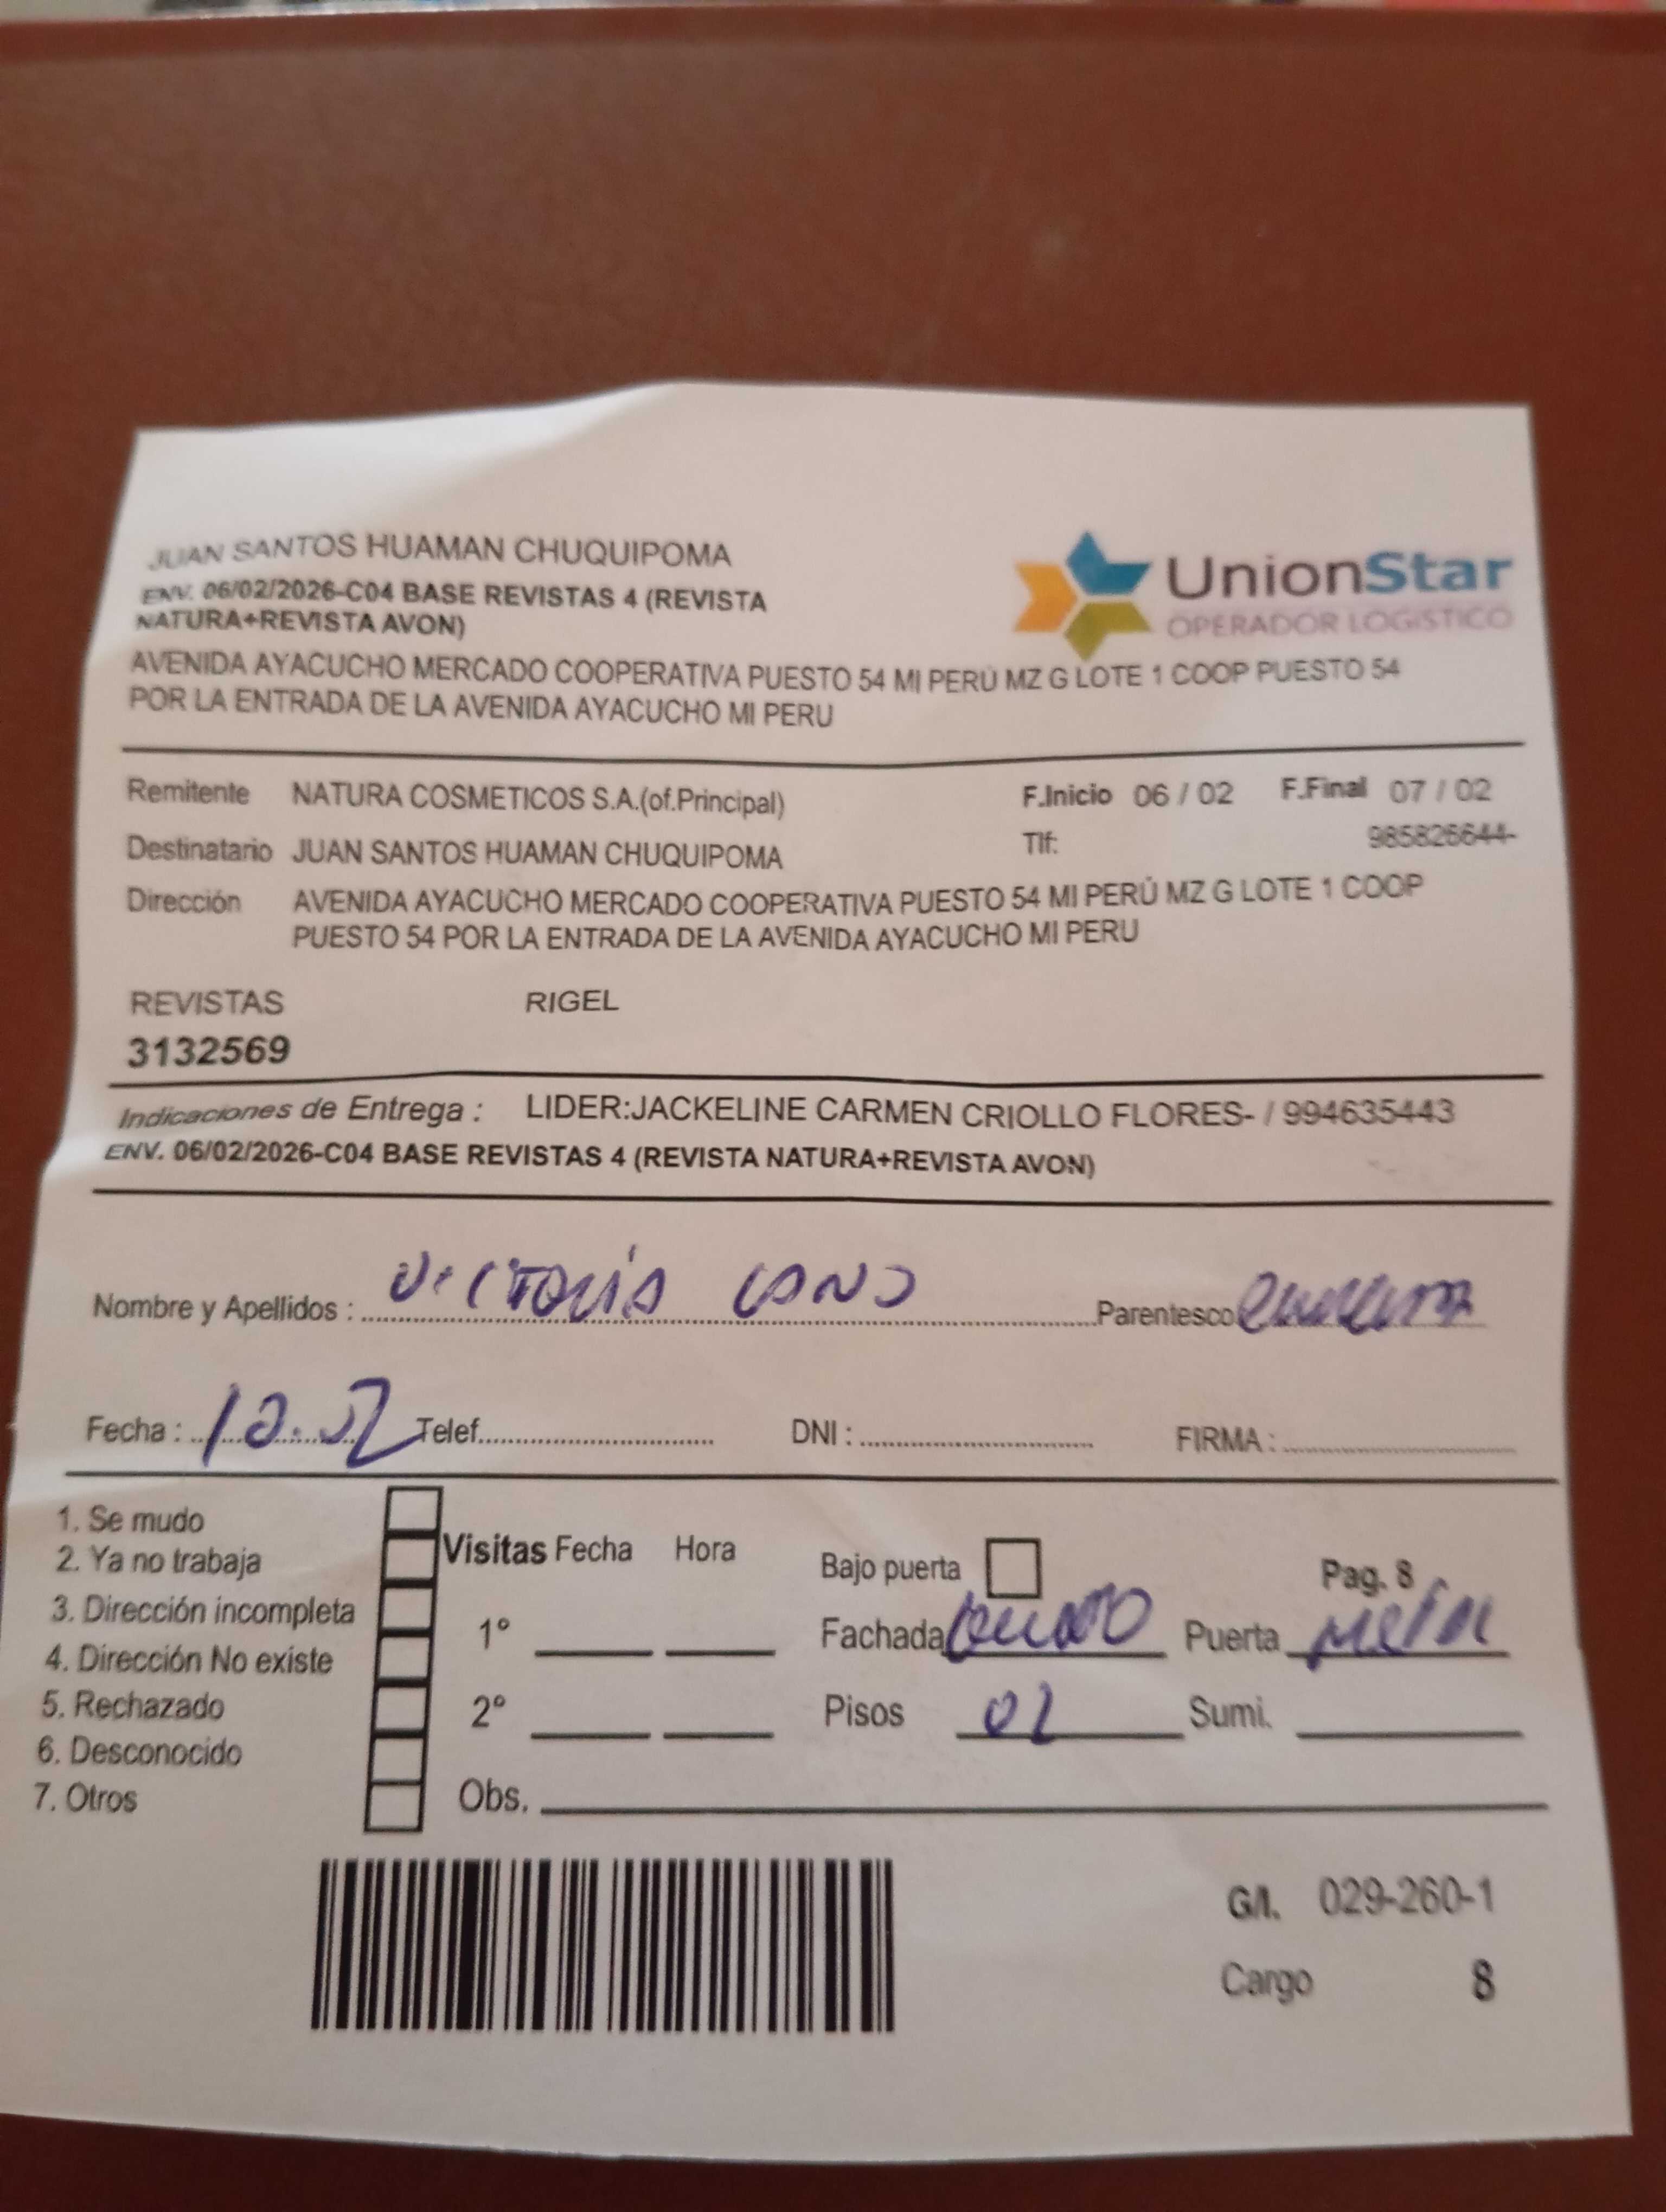 JUAN SANTOS HUAMAN CHUQUIPOMA
ENV. 06/02/2026-C04 BASE REVISTAS 4 (REVISTA
NATURA+REVISTA AVON)
UnionStar
OPERADOR LOGISTICO
AVENIDA AYACUCHO MERCADO COOPERATIVA PUESTO 54 MI PERÚ MZ G LOTE 1 COOP PUESTO 54
POR LA ENTRADA DE LA AVENIDA AYACUCHO MI PERU
Remitente NATURA COSMETICOS S.A.(of.Principal) F.Inicio 06 / 02 F.Final 07 / 02
Destinatario JUAN SANTOS HUAMAN CHUQUIPOMA Tlf: 985826644-
Dirección AVENIDA AYACUCHO MERCADO COOPERATIVA PUESTO 54 MI PERÚ MZ G LOTE 1 COOP
PUESTO 54 POR LA ENTRADA DE LA AVENIDA AYACUCHO MI PERU
REVISTAS RIGEL
3132569
Indicaciones de Entrega : LIDER:JACKELINE CARMEN CRIOLLO FLORES- / 994635443
ENV. 06/02/2026-C04 BASE REVISTAS 4 (REVISTA NATURA+REVISTA AVON)
Nombre y Apellidos : Victoria Cano Parentesco
Fecha : Telef. DNI : FIRMA :
1. Se mudo
2. Ya no trabaja
3. Dirección incompleta
4. Dirección No existe
5. Rechazado
6. Desconocido
7. Otros
Visitas Fecha Hora
1°
2°
Obs.
Bajo puerta Pag. 8
Fachada Puerta metal
Pisos 02 Sumi.
G/I. 029-260-1
Cargo 8